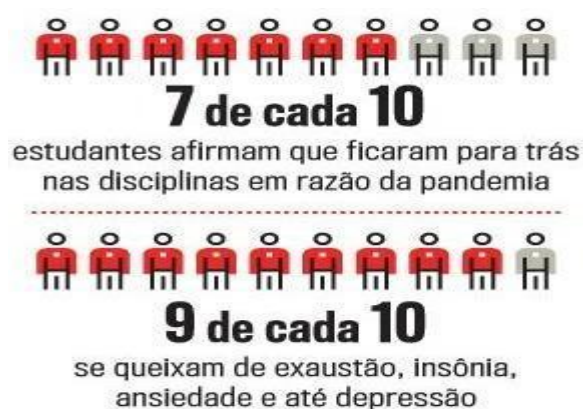 7 de cada 10
estudantes afirmam que ficaram para trás
nas disciplinas em razão da pandemia
9 de cada 10
se queixam de exaustão, insônia,
ansiedade e até depressão